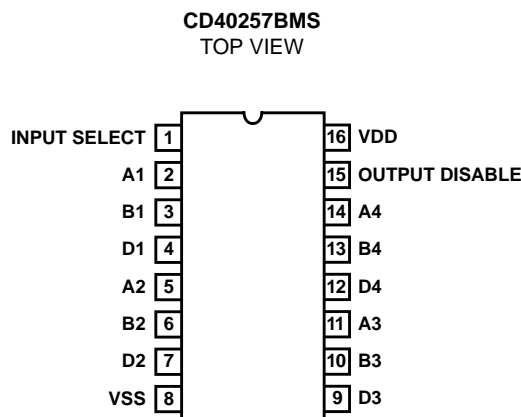 CD40257BMS
TOP VIEW
INPUT SELECT 1 16 VDD
A1 2 15 OUTPUT DISABLE
B1 3 14 A4
D1 4 13 B4
A2 5 12 D4
B2 6 11 A3
D2 7 10 B3
VSS 8 9 D3